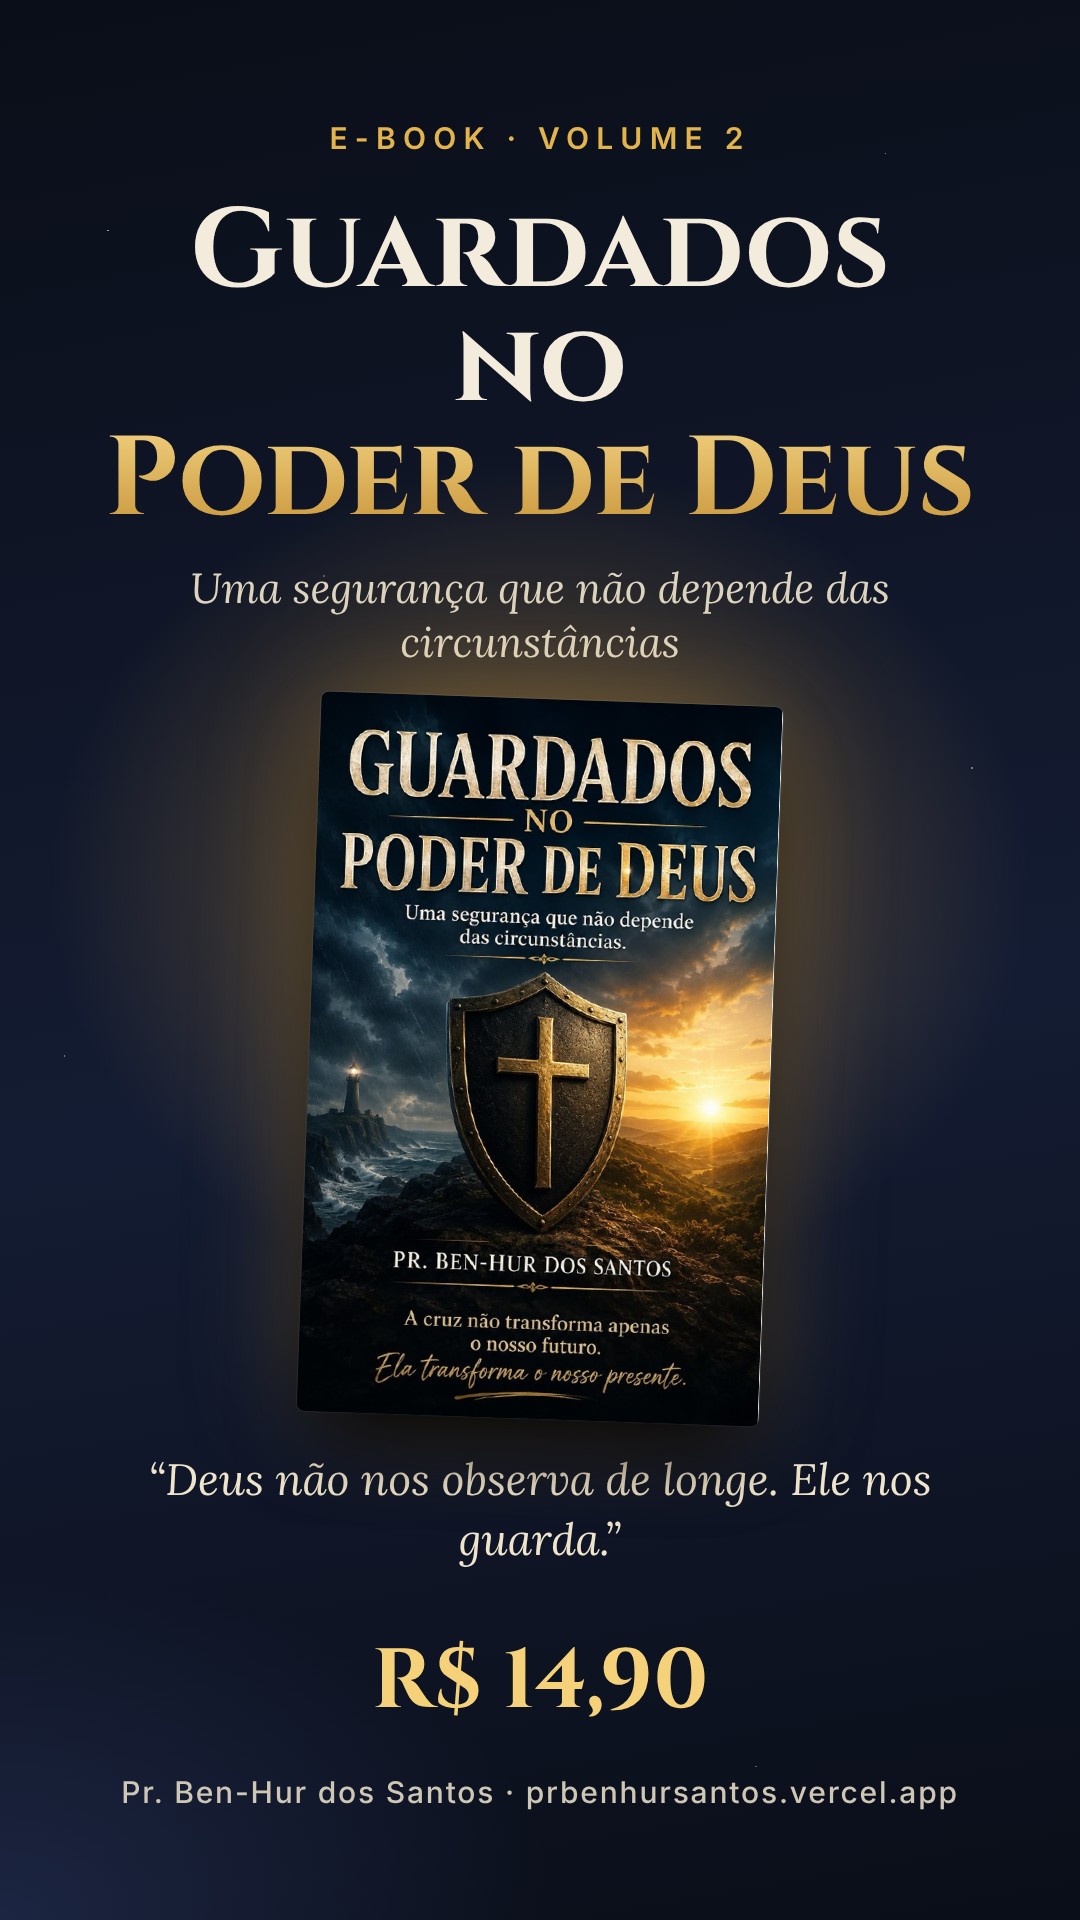 E-BOOK · VOLUME 2
GUARDADOS
NO
PODER DE DEUS
Uma segurança que não depende das
circunstâncias
GUARDADOS
NO
PODER DE DEUS
Uma segurança que não depende
das circunstâncias.
PR. BEN-HUR DOS SANTOS
A cruz não transforma apenas
o nosso futuro.
Ela transforma o nosso presente.
“Deus não nos observa de longe. Ele nos
guarda.”
R$ 14,90
Pr. Ben-Hur dos Santos · prbenhursantos.vercel.app